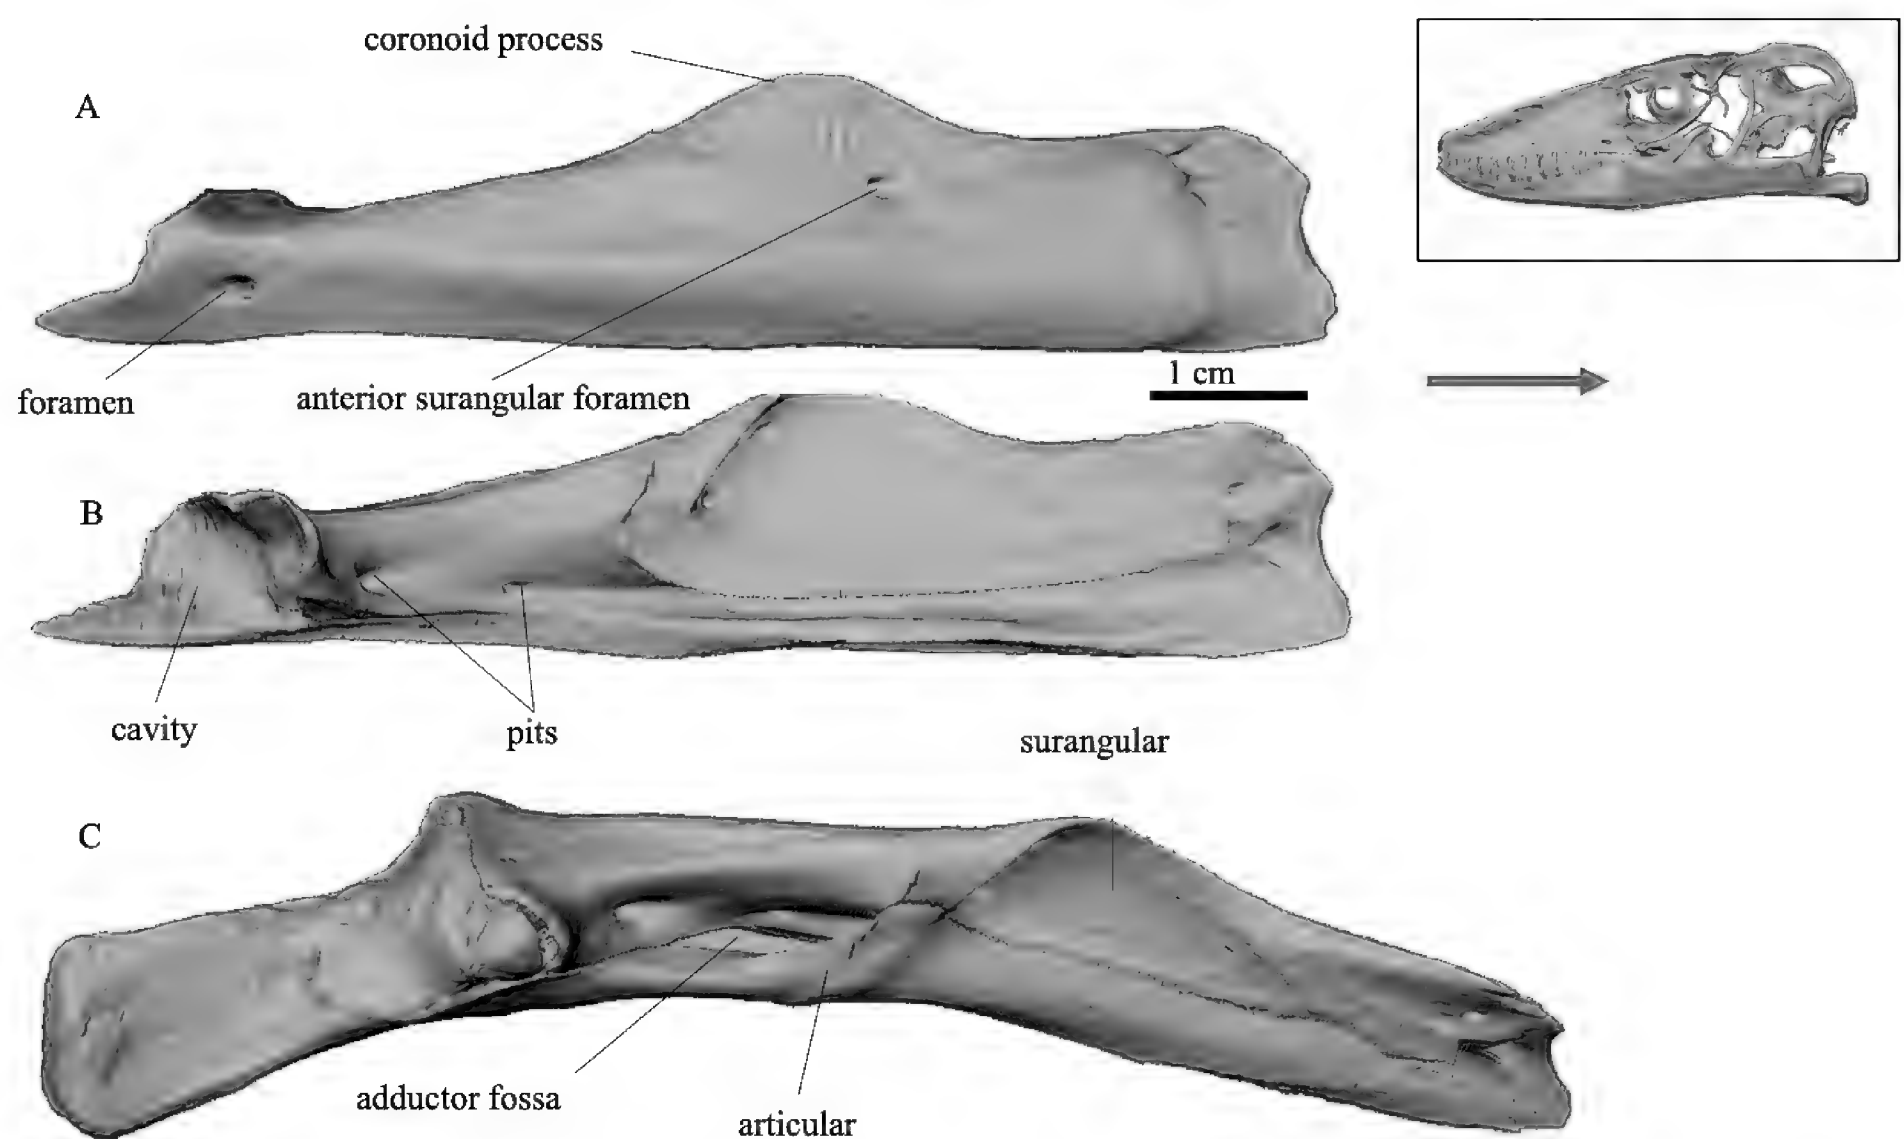 coronoid process
A
foramen
anterior surangular foramen
1 cm
B
cavity
pits
surangular
C
adductor fossa
articular